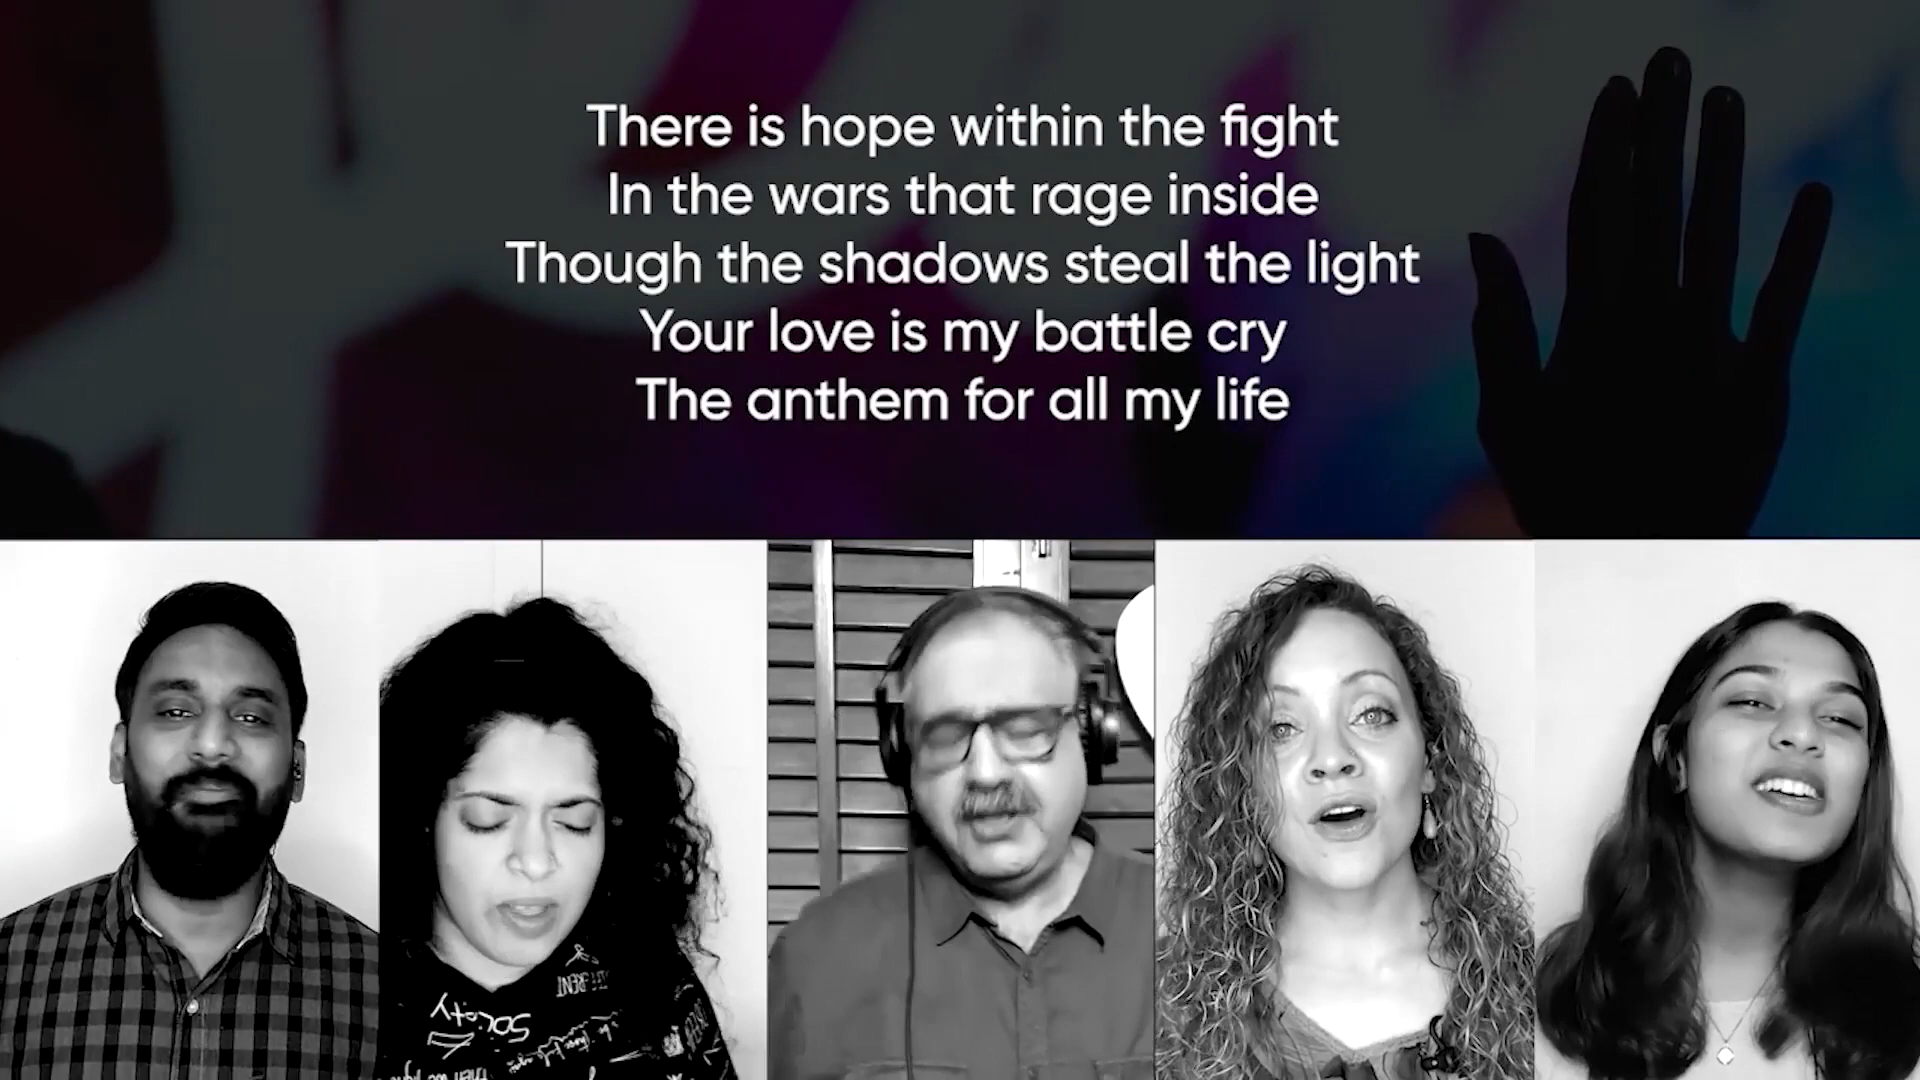 There is hope within the fight
In the wars that rage inside
Though the shadows steal the light
Your love is my battle cry
The anthem for all my life
SOCIETY